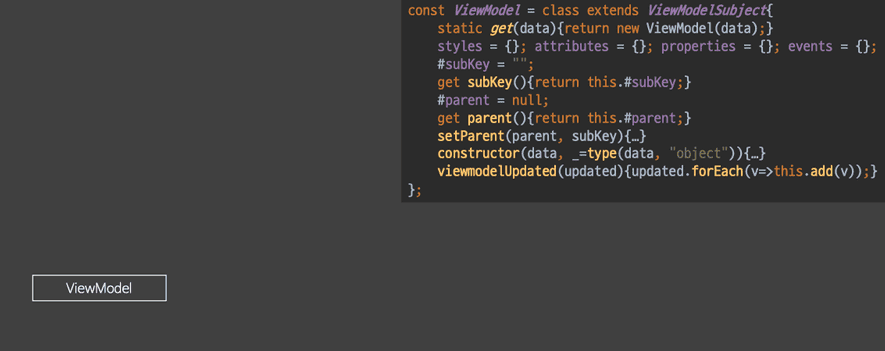 const ViewModel = class extends ViewModelSubject{
static get(data){return new ViewModel(data);}
styles = {}; attributes = {}; properties = {}; events = {};
#subKey = "";
get subKey(){return this.#subKey;}
#parent = null;
get parent(){return this.#parent;}
setParent(parent, subKey){…}
constructor(data, _=type(data, "object")){…}
viewmodelUpdated(updated){updated.forEach(v=>this.add(v));}
};
ViewModel